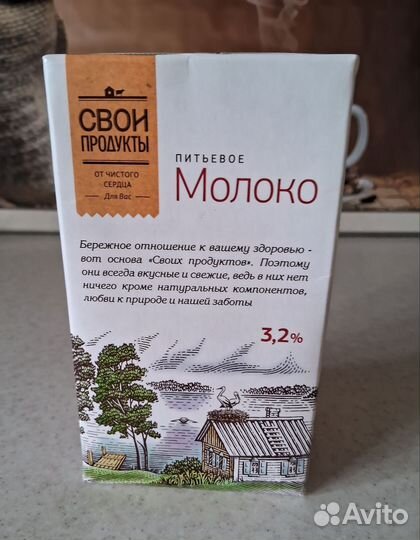 СВОИ
ПРОДУКТЫ
ОТ ЧИСТОГО
СЕРДЦА
Для Вас
ПИТЬЕВОЕ
Молоко
Бережное отношение к вашему здоровью -
вот основа «Своих продуктов». Поэтому
они всегда вкусные и свежие, ведь в них нет
ничего кроме натуральных компонентов,
любви к природе и нашей заботы
3,2%
Avito